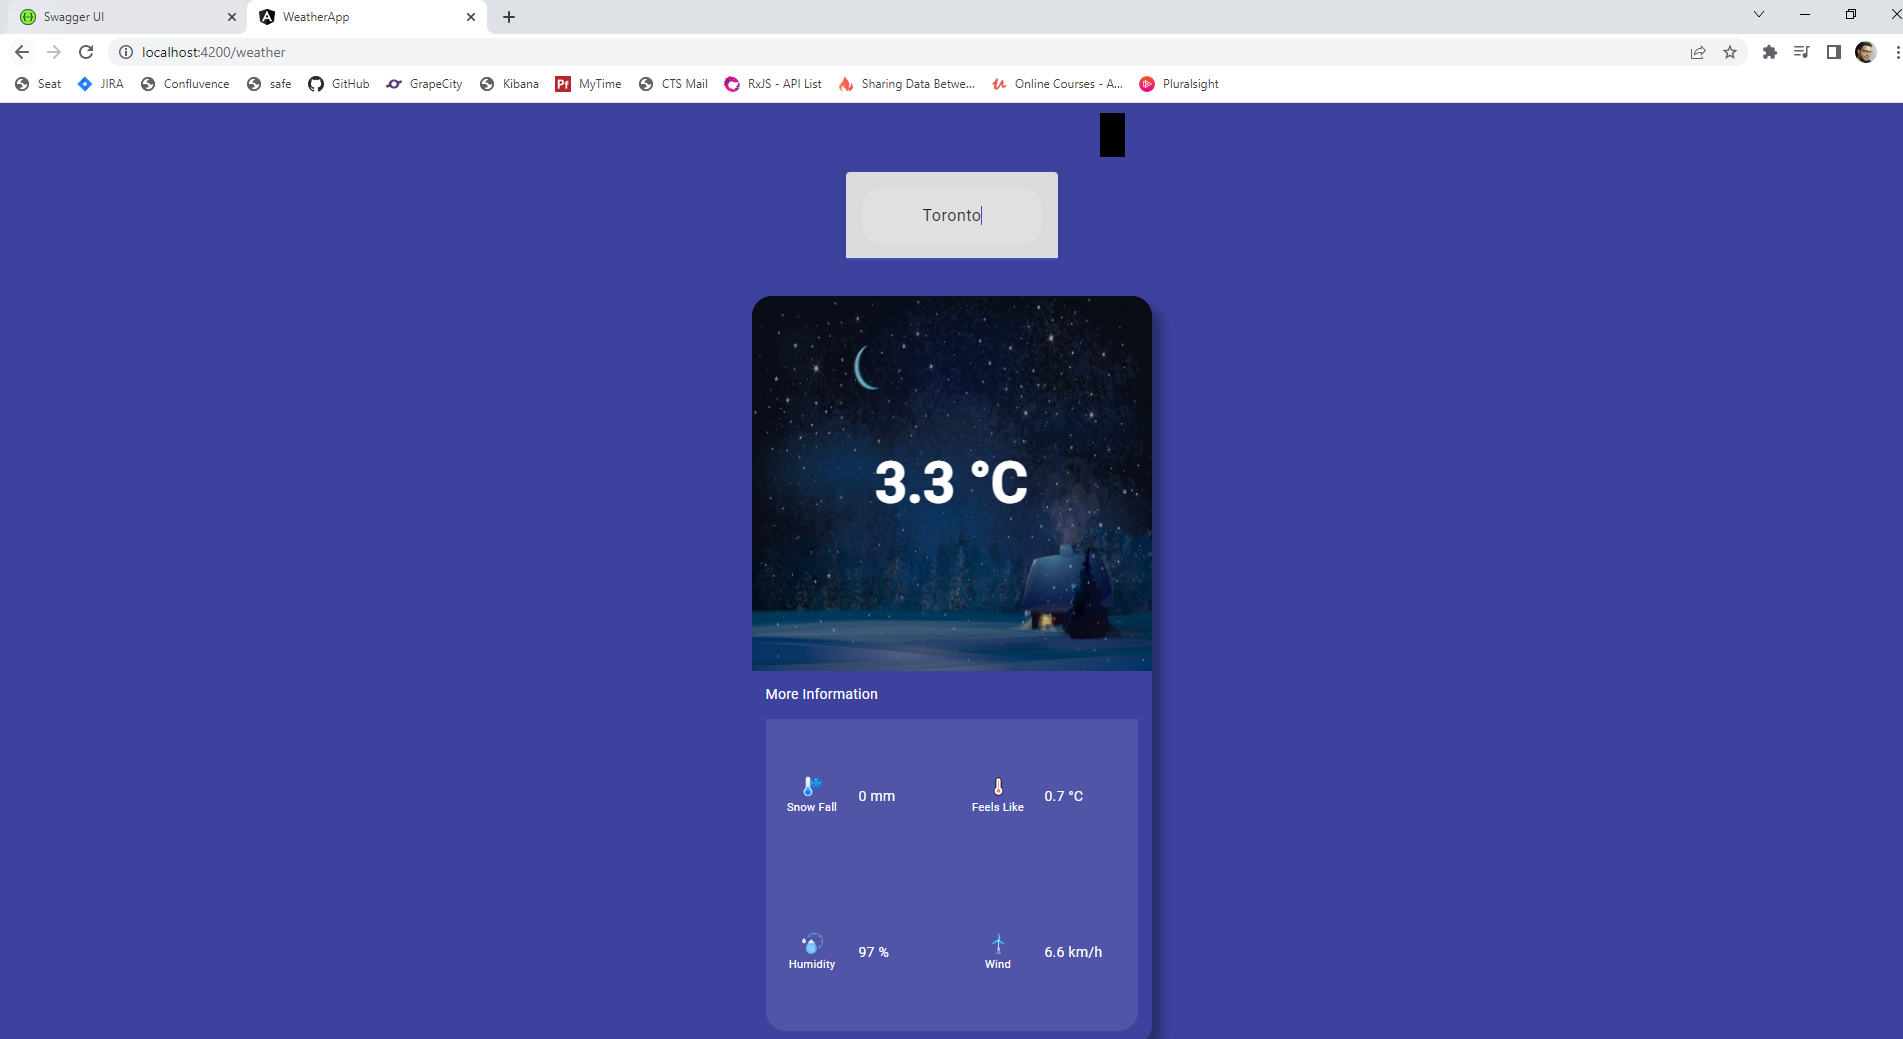 Swagger UI
WeatherApp
localhost:4200/weather
Seat JIRA Confluvence safe GitHub GrapeCity Kibana MyTime CTS Mail RxJS - API List Sharing Data Betwe... Online Courses - A... Pluralsight
Toronto
3.3 °C
More Information
0 mm
Snow Fall
0.7 °C
Feels Like
97 %
Humidity
6.6 km/h
Wind